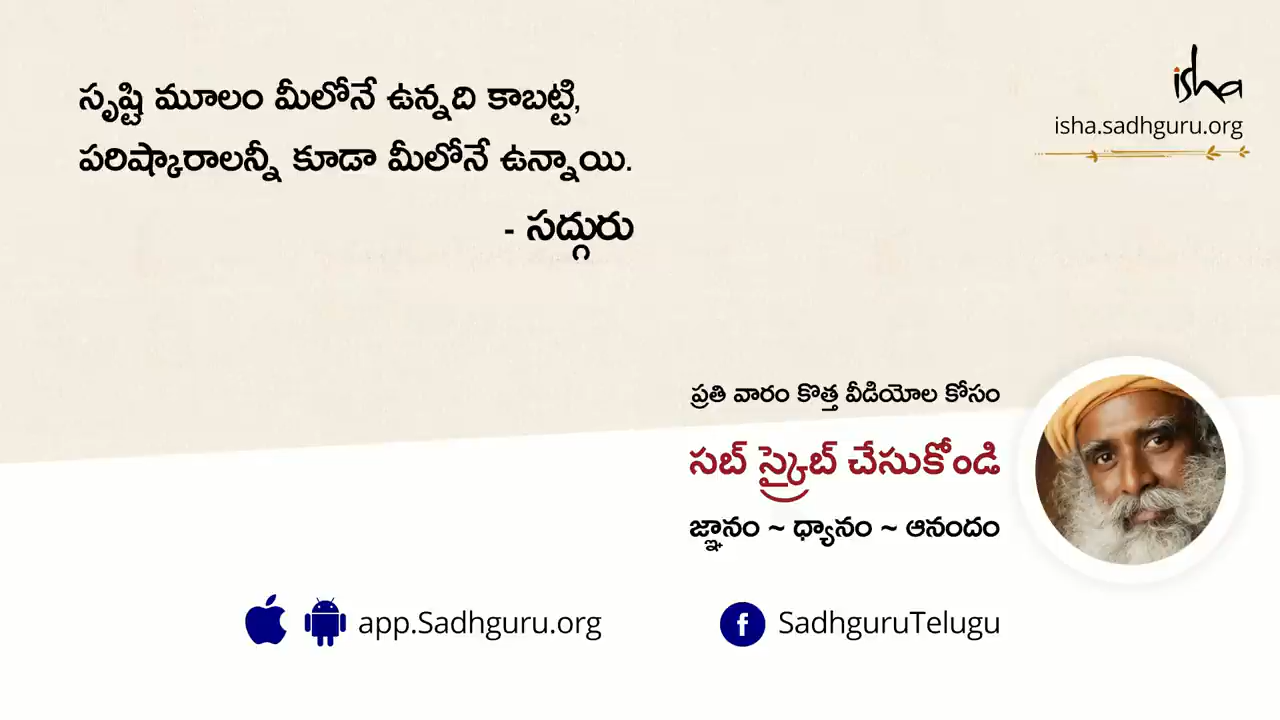 సృష్టి మూలం మీలోనే ఉన్నది కాబట్టి,
పరిష్కారాలన్నీ కూడా మీలోనే ఉన్నాయి.
- సద్గురు
isha
isha.sadhguru.org
ప్రతి వారం కొత్త వీడియోల కోసం
సబ్ స్క్రైబ్ చేసుకోండి
జ్ఞానం ~ ధ్యానం ~ ఆనందం
app.Sadhguru.org
SadhguruTelugu